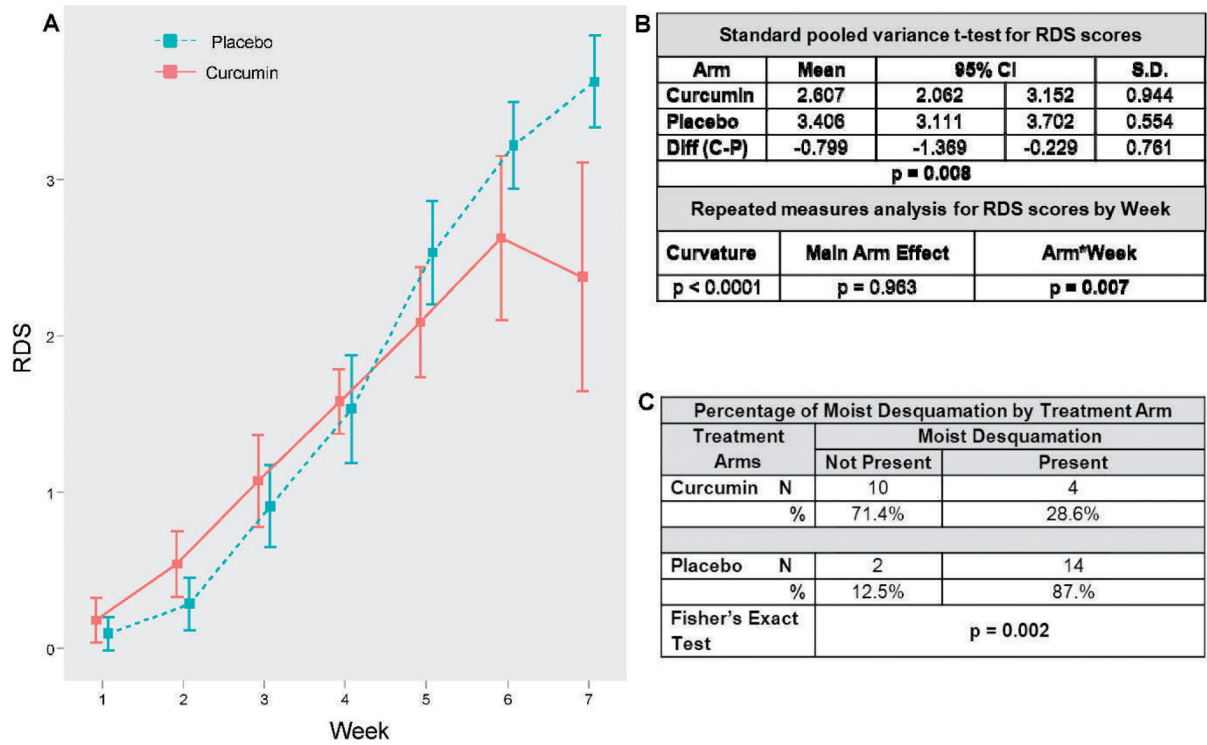 A
Placebo
Curcumin
3
2
1
0
RDS
1 2 3 4 5 6 7
Week
B
Standard pooled variance t-test for RDS scores
Arm Mean 95% CI S.D.
Curcumin 2.607 2.062 3.152 0.944
Placebo 3.406 3.111 3.702 0.554
Diff (C-P) -0.799 -1.369 -0.229 0.761
p = 0.008
Repeated measures analysis for RDS scores by Week
Curvature Main Arm Effect Arm*Week
p < 0.0001 p = 0.963 p = 0.007
C
Percentage of Moist Desquamation by Treatment Arm
Treatment Arms Moist Desquamation
Not Present Present
Curcumin N 10 4
% 71.4% 28.6%
Placebo N 2 14
% 12.5% 87.%
Fisher's Exact
Test p = 0.002